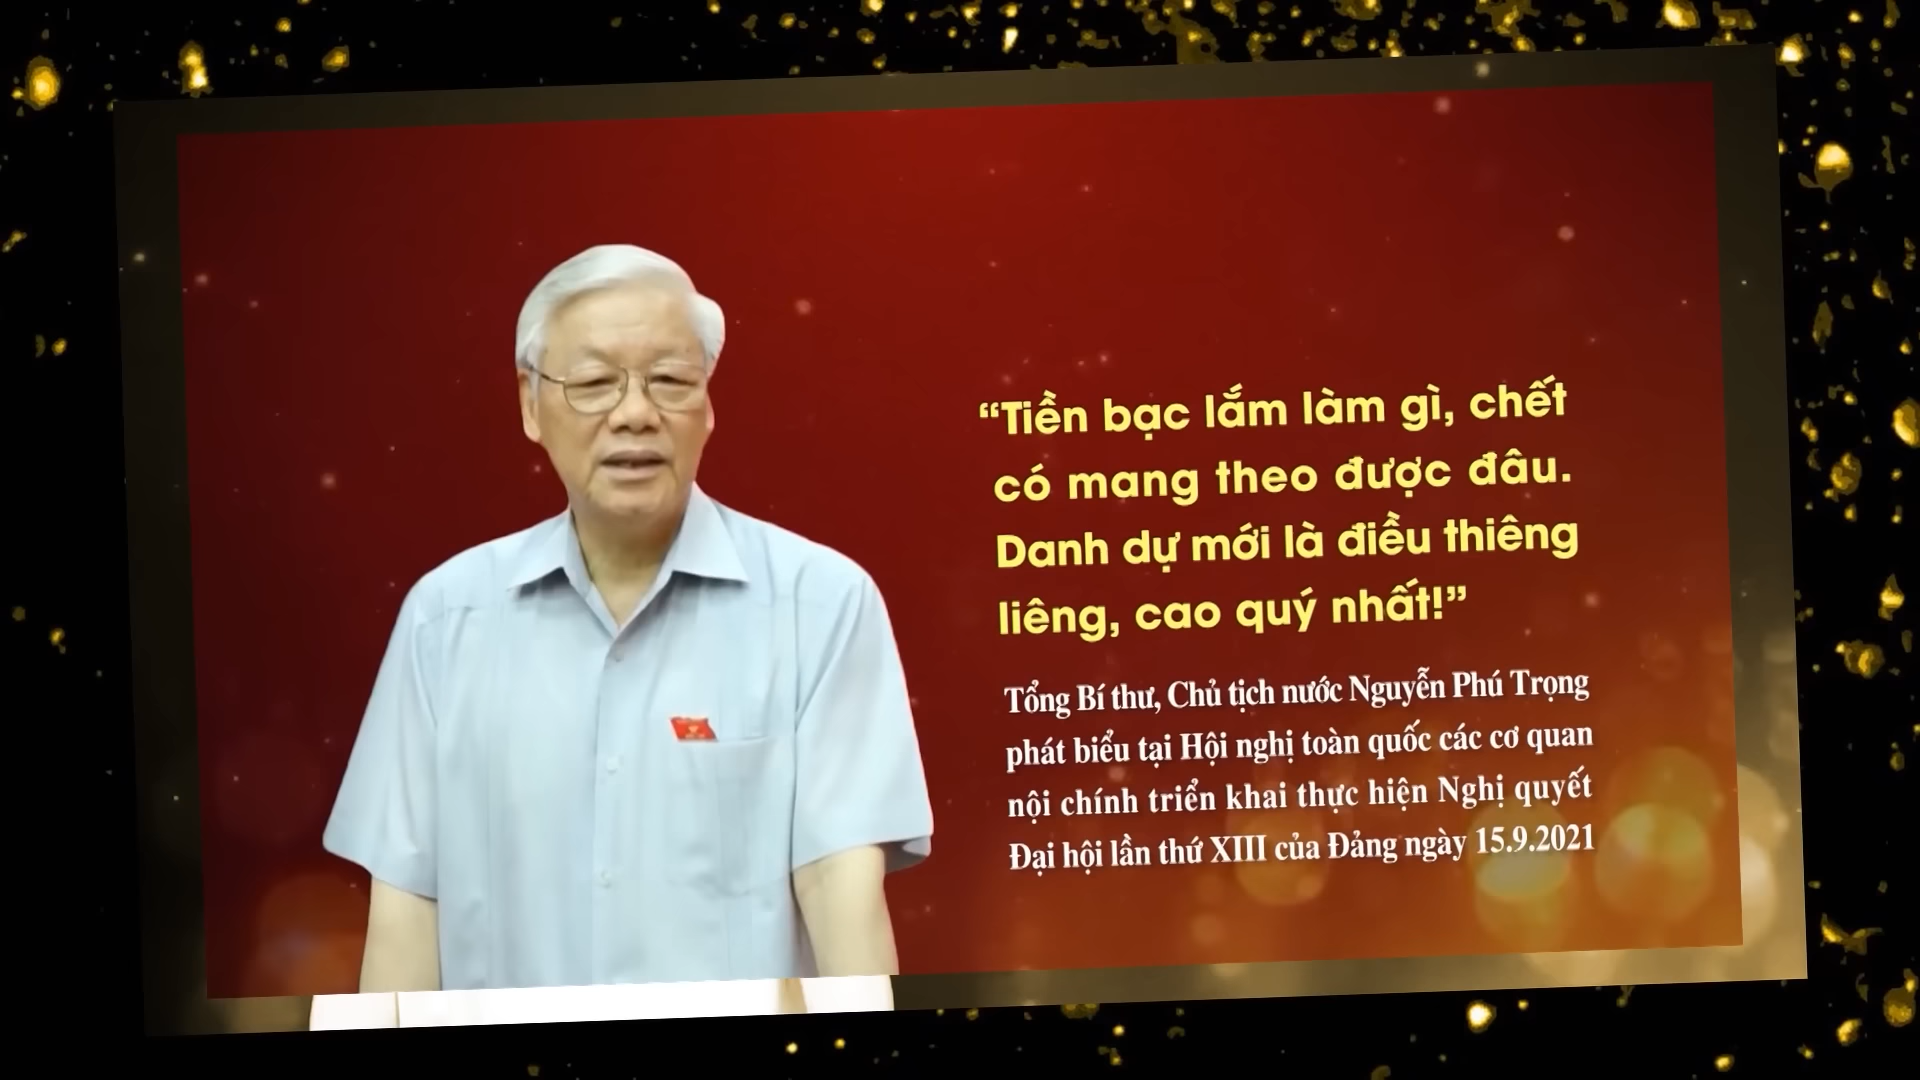 “Tiền bạc lắm làm gì, chết
có mang theo được đâu.
Danh dự mới là điều thiêng
liêng, cao quý nhất!”
Tổng Bí thư, Chủ tịch nước Nguyễn Phú Trọng
phát biểu tại Hội nghị toàn quốc các cơ quan
nội chính triển khai thực hiện Nghị quyết
Đại hội lần thứ XIII của Đảng ngày 15.9.2021